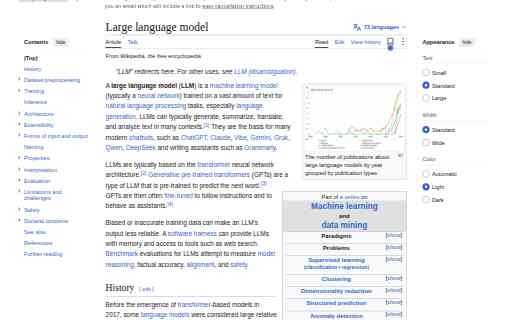 you an email which will include a link to easy cancellation instructions.
Large language model
73 languages
Article Talk
Read Edit View history
From Wikipedia, the free encyclopedia
"LLM" redirects here. For other uses, see LLM (disambiguation).
A large language model (LLM) is a machine learning
(typically a neural network) trained on a vast amount of text for
natural language processing tasks, especially language
generation. LLMs can typically generate, summarize, translate,
and analyze text in many contexts.[1] They are the basis for many
modern chatbots, such as ChatGPT, Claude, Vibe, Gemini, Grok,
Qwen, DeepSeek and writing assistants such as Grammarly.
LLMs are typically based on the transformer neural network
architecture.[2] Generative pre-trained transformers (GPTs) are a
type of LLM that is pre-trained to predict the next word.[3]
GPTs are then often fine-tuned to follow instructions and to
behave as assistants.[4]
Biased or inaccurate training data can make an LLM's
output less reliable. A software harness can provide LLMs
with memory and access to tools such as web search.
Benchmark evaluations for LLMs attempt to measure model
reasoning, factual accuracy, alignment, and safety.
History [ edit ]
Before the emergence of transformer-based models in
2017, some language models were considered large relative
The number of publications about
large language models by year
grouped by publication types
Part of a series on
Machine learning
and
data mining
Paradigms [show]
Problems [show]
Supervised learning [show]
(classification • regression)
Clustering [show]
Dimensionality reduction [show]
Structured prediction [show]
Anomaly detection [show]
Contents hide
(Top)
History
Dataset preprocessing
Training
Inference
Architecture
Extensibility
Forms of input and output
Naming
Properties
Interpretation
Evaluation
Limitations and
challenges
Safety
Societal concerns
See also
References
Further reading
Appearance hide
Text
Small
Standard
Large
Width
Standard
Wide
Color
Automatic
Light
Dark